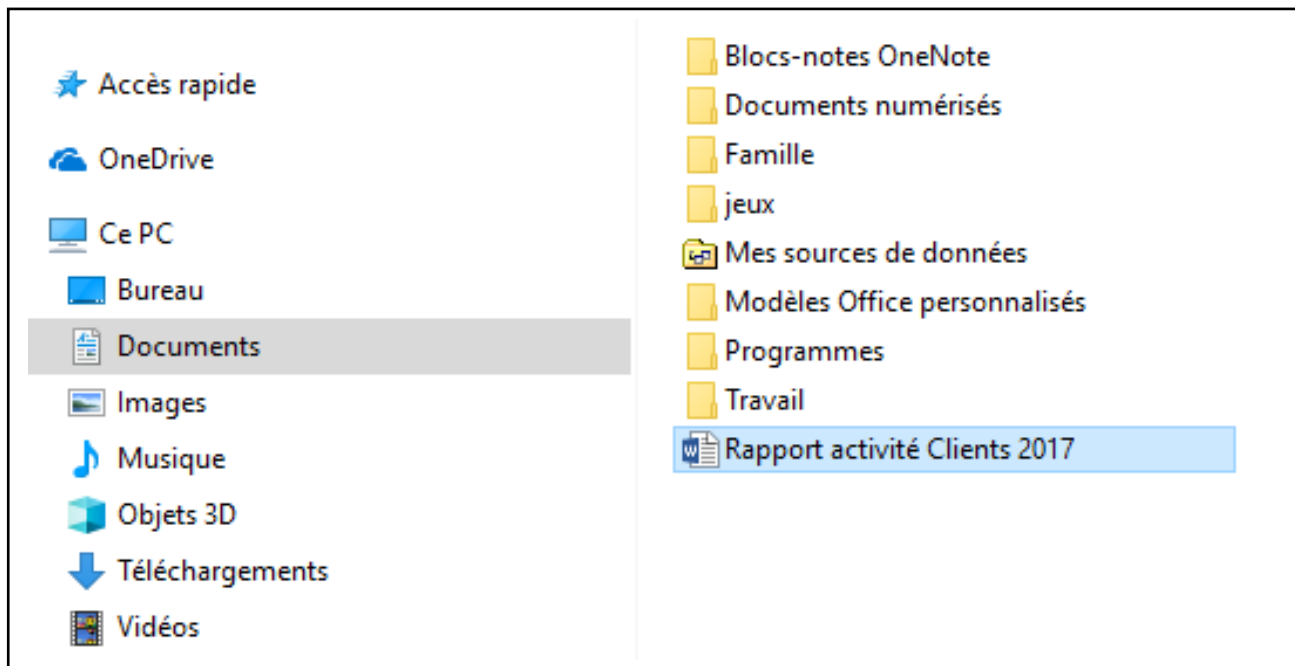 Accès rapide
OneDrive
Ce PC
Bureau
Documents
Images
Musique
Objets 3D
Téléchargements
Vidéos
Blocs-notes OneNote
Documents numérisés
Famille
jeux
Mes sources de données
Modèles Office personnalisés
Programmes
Travail
Rapport activité Clients 2017